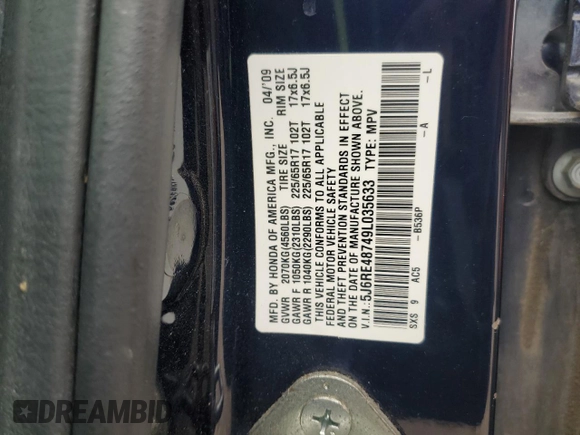 MFD. BY HONDA OF AMERICA MFG., INC. 04/'09
GVWR 2070KG(4560LBS) TIRE SIZE RIM SIZE
GAWR F 1050KG(2310LBS) 225/65R17 102T 17x6.5J
GAWR R 1040KG(2290LBS) 225/65R17 102T 17x6.5J
THIS VEHICLE CONFORMS TO ALL APPLICABLE
FEDERAL MOTOR VEHICLE SAFETY
AND THEFT PREVENTION STANDARDS IN EFFECT
ON THE DATE OF MANUFACTURE SHOWN ABOVE.
V.I.N.:5J6RE48749L035633 TYPE: MPV
SXS 9 AC5 -B536P -A -L
DREAMBID